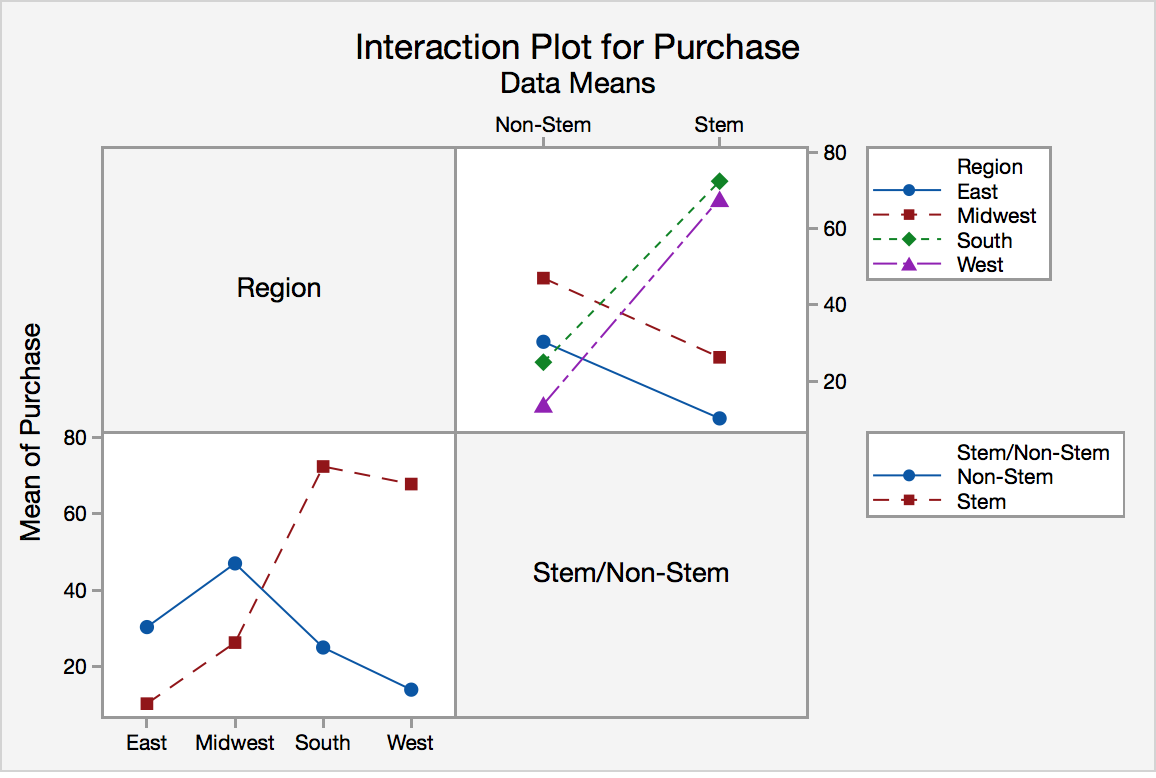 Interaction Plot for Purchase
Data Means
Non-Stem Stem
Region
80
60
40
20
Region
East
Midwest
South
West
Mean of Purchase
80
60
40
20
East Midwest South West
Stem/Non-Stem
Stem/Non-Stem
Non-Stem
Stem